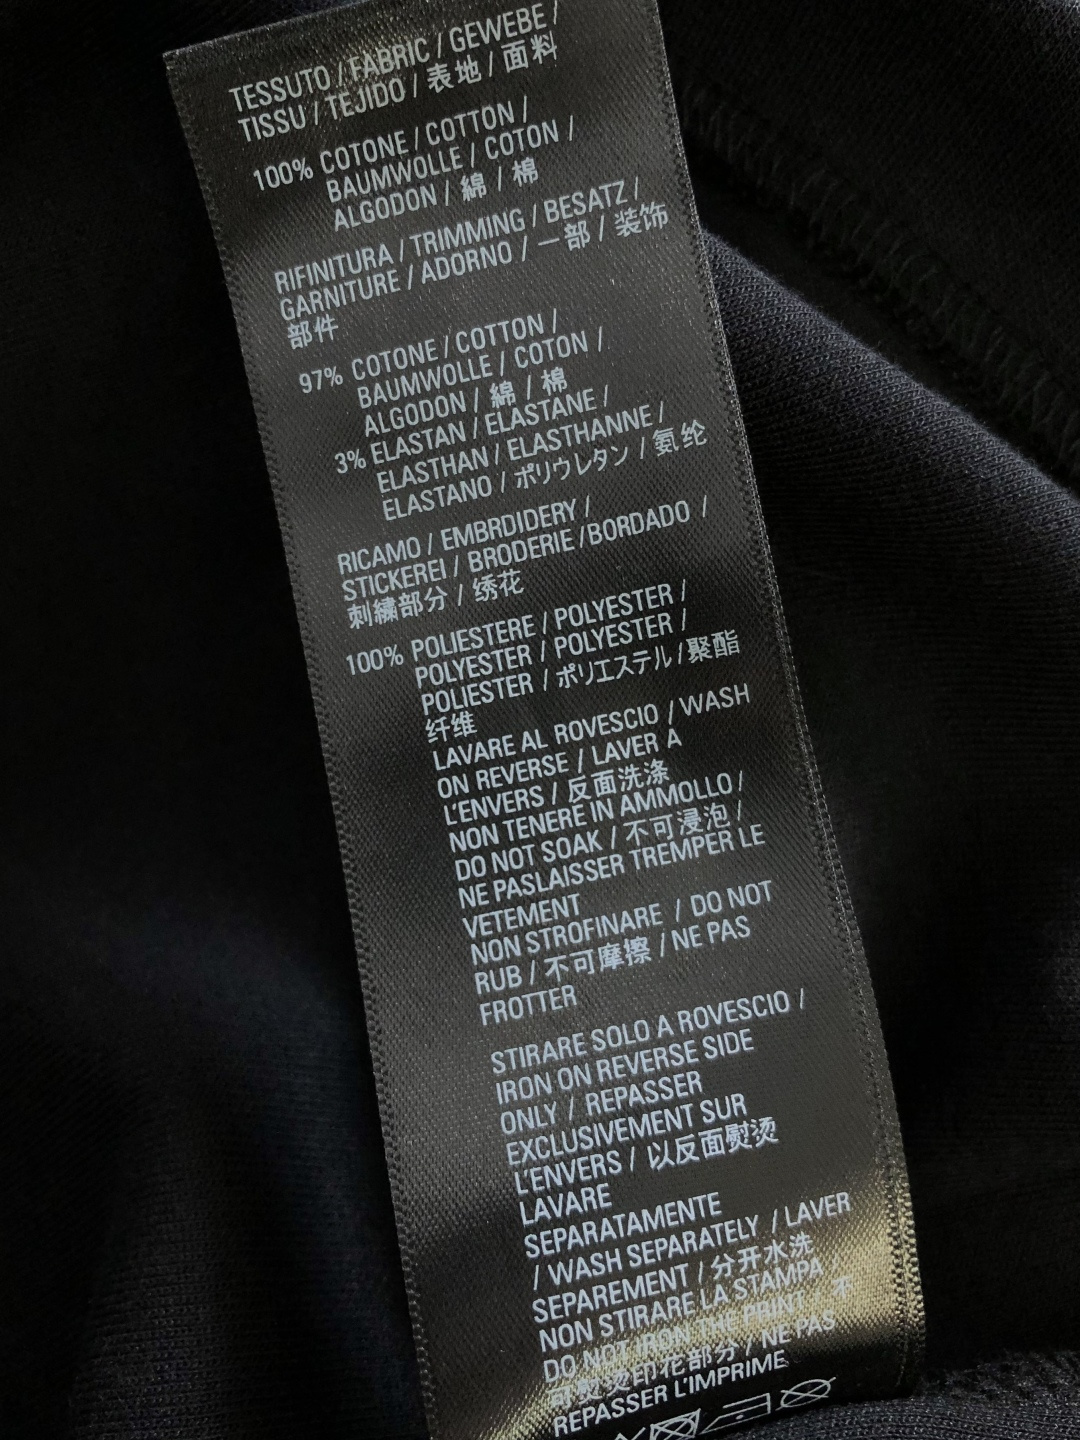 TESSUTO / FABRIC / GEWEBE /
TISSU / TEJIDO / 表地 / 面料
100% COTONE / COTTON /
BAUMWOLLE / COTON /
ALGODON / 綿 / 棉
RIFINITURA / TRIMMING / BESATZ /
GARNITURE / ADORNO / 一部 / 装饰
部件
97% COTONE / COTTON /
BAUMWOLLE / COTON /
ALGODON / 綿 / 棉
3% ELASTAN / ELASTANE /
ELASTHAN / ELASTHANNE /
ELASTANO / ポリウレタン / 氨纶
RICAMO / EMBRDIDERY /
STICKEREI / BRODERIE /BORDADO /
刺繍部分 / 绣花
100% POLIESTERE / POLYESTER /
POLYESTER / POLYESTER /
POLIESTER / ポリエステル / 聚酯
纤维
LAVARE AL ROVESCIO / WASH
ON REVERSE / LAVER A
L'ENVERS / 反面洗涤
NON TENERE IN AMMOLLO /
DO NOT SOAK / 不可浸泡 /
NE PASLAISSER TREMPER LE
VETEMENT
NON STROFINARE / DO NOT
RUB / 不可摩擦 / NE PAS
FROTTER
STIRARE SOLO A ROVESCIO /
IRON ON REVERSE SIDE
ONLY / REPASSER
EXCLUSIVEMENT SUR
L'ENVERS / 以反面熨烫
LAVARE
SEPARATAMENTE
/ WASH SEPARATELY / LAVER
SEPAREMENT / 分开水洗
NON STIRARE LA STAMPA /
DO NOT IRON THE PRINT / 不
可熨烫印花部分 / NE PAS
REPASSER L'IMPRIME